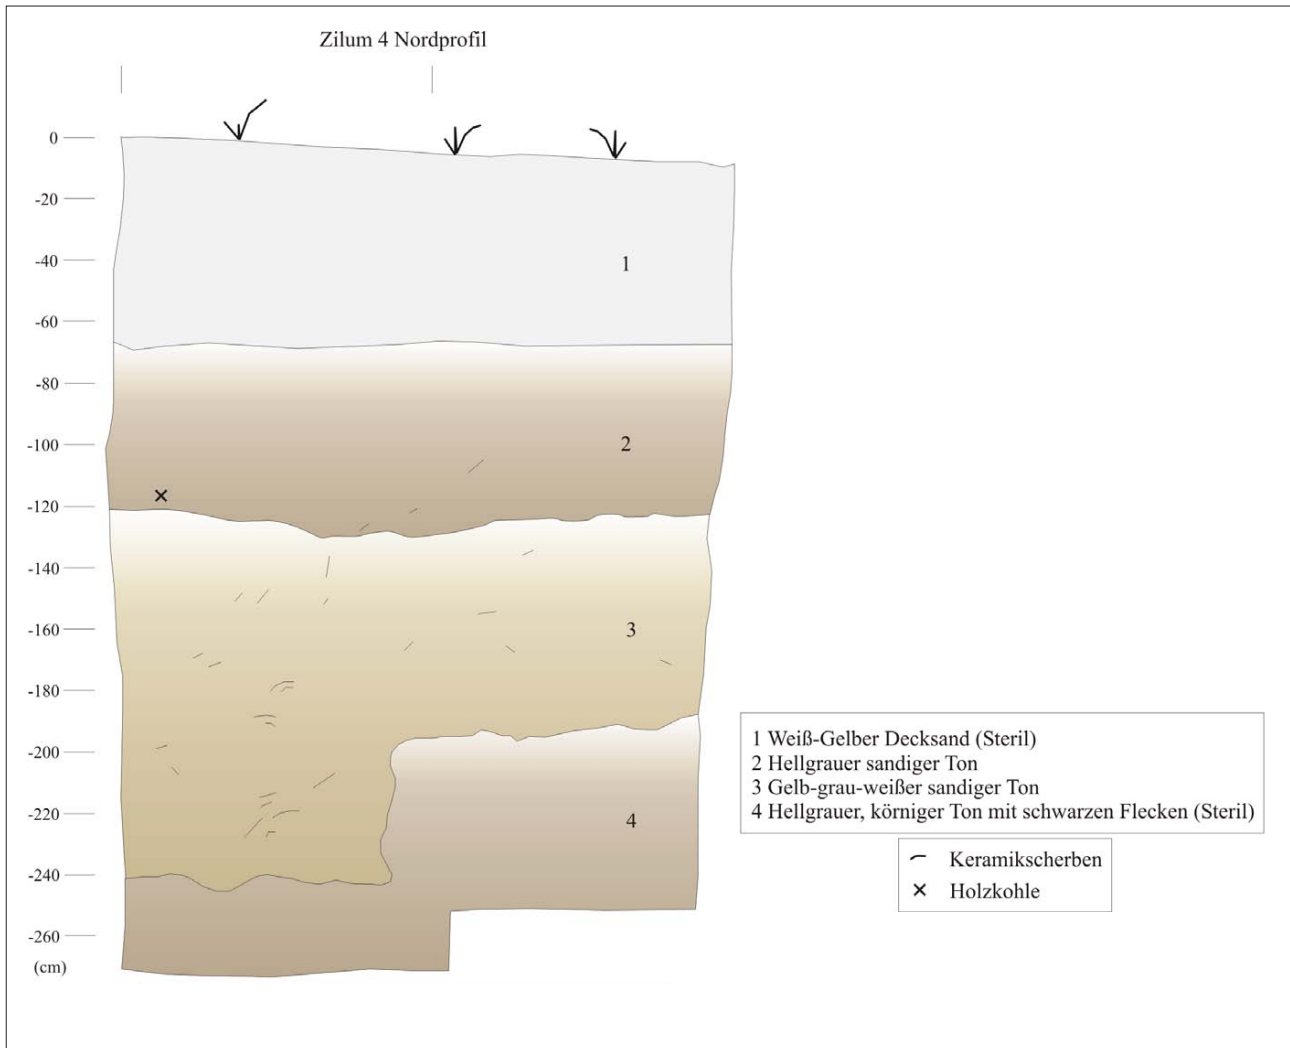 Zilum 4 Nordprofil
0
-20
-40
1
-60
-80
-100
2
-120
-140
-160
3
-180
-200
-220
4
-240
-260
(cm)
1 Weiß-Gelber Decksand (Steril)
2 Hellgrauer sandiger Ton
3 Gelb-grau-weißer sandiger Ton
4 Hellgrauer, körniger Ton mit schwarzen Flecken (Steril)
Keramikscherben
Holzkohle